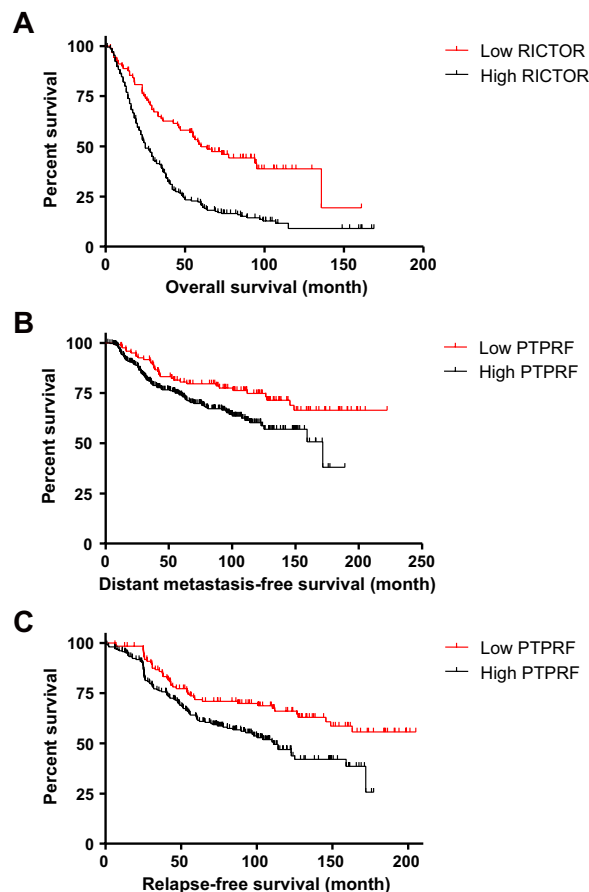 A
100
75
50
25
0
Percent survival
0 50 100 150 200
Overall survival (month)
Low RICTOR
High RICTOR
B
100
75
50
25
0
Percent survival
0 50 100 150 200 250
Distant metastasis-free survival (month)
Low PTPRF
High PTPRF
C
100
75
50
25
0
Percent survival
0 50 100 150 200
Relapse-free survival (month)
Low PTPRF
High PTPRF